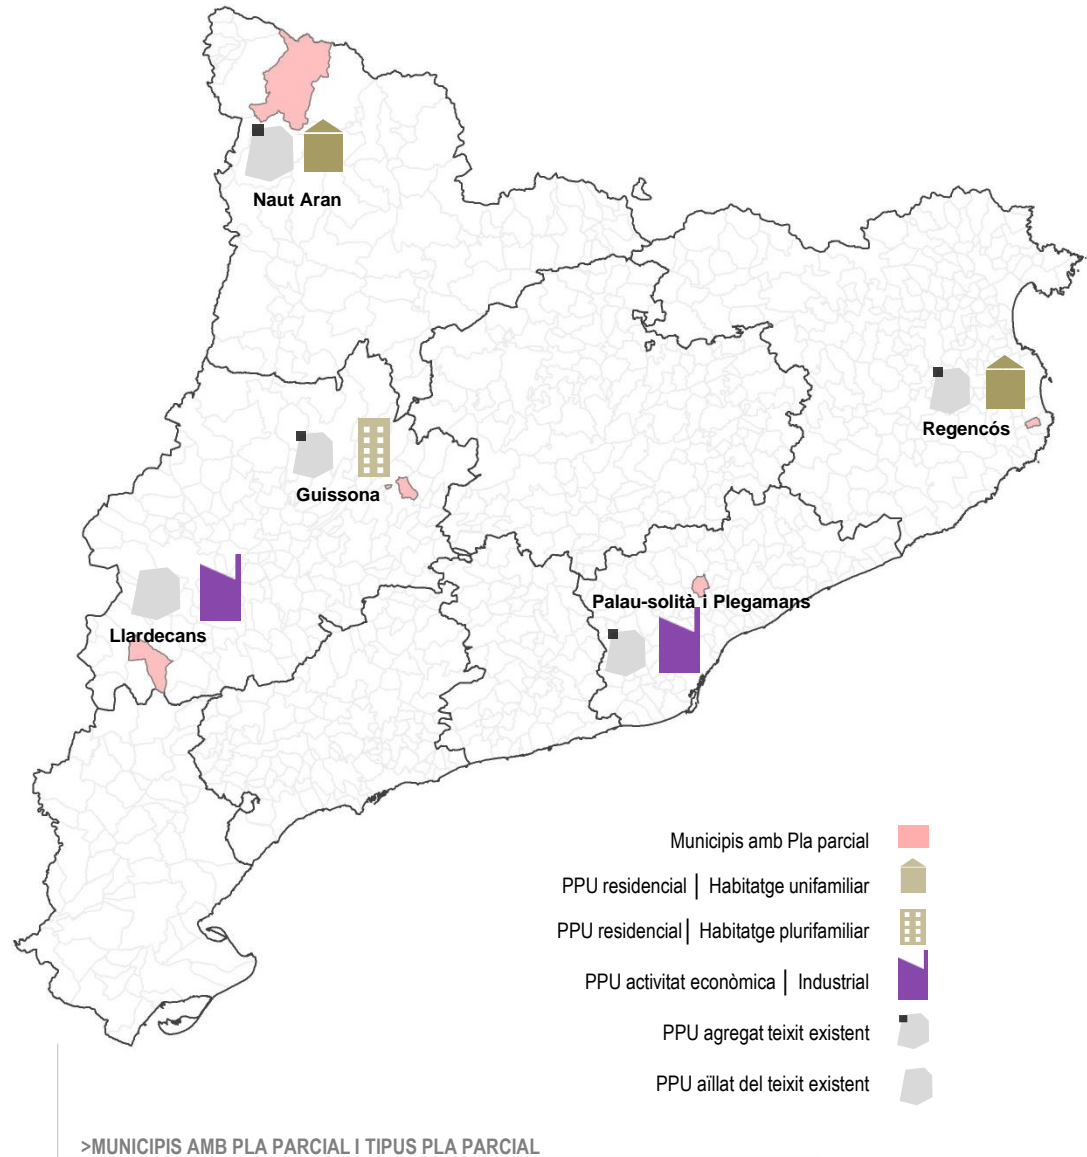 Naut Aran
Regencós
Guissona
Palau-solità i Plegamans
Llardecans
Municipis amb Pla parcial
PPU residencial | Habitatge unifamiliar
PPU residencial | Habitatge plurifamiliar
PPU activitat econòmica | Industrial
PPU agregat teixit existent
PPU aïllat del teixit existent
>MUNICIPIS AMB PLA PARCIAL I TIPUS PLA PARCIAL